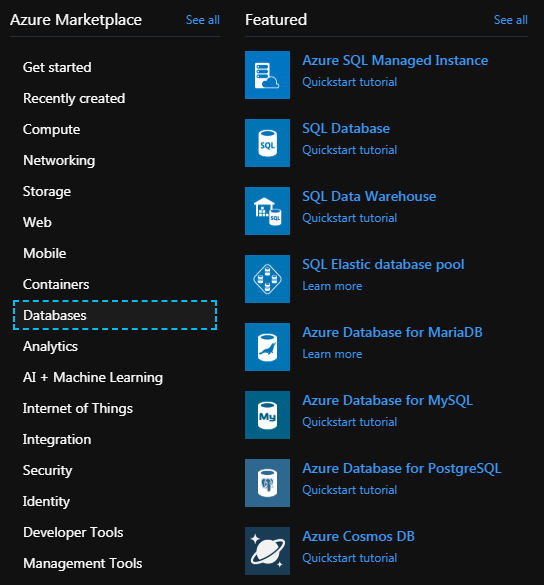 Azure Marketplace
See all
Get started
Recently created
Compute
Networking
Storage
Web
Mobile
Containers
Databases
Analytics
AI + Machine Learning
Internet of Things
Integration
Security
Identity
Developer Tools
Management Tools
Featured
See all
Azure SQL Managed Instance
Quickstart tutorial
SQL
SQL Database
Quickstart tutorial
SQL
SQL Data Warehouse
Quickstart tutorial
SQL Elastic database pool
Learn more
Azure Database for MariaDB
Learn more
My
Azure Database for MySQL
Quickstart tutorial
Azure Database for PostgreSQL
Quickstart tutorial
Azure Cosmos DB
Quickstart tutorial